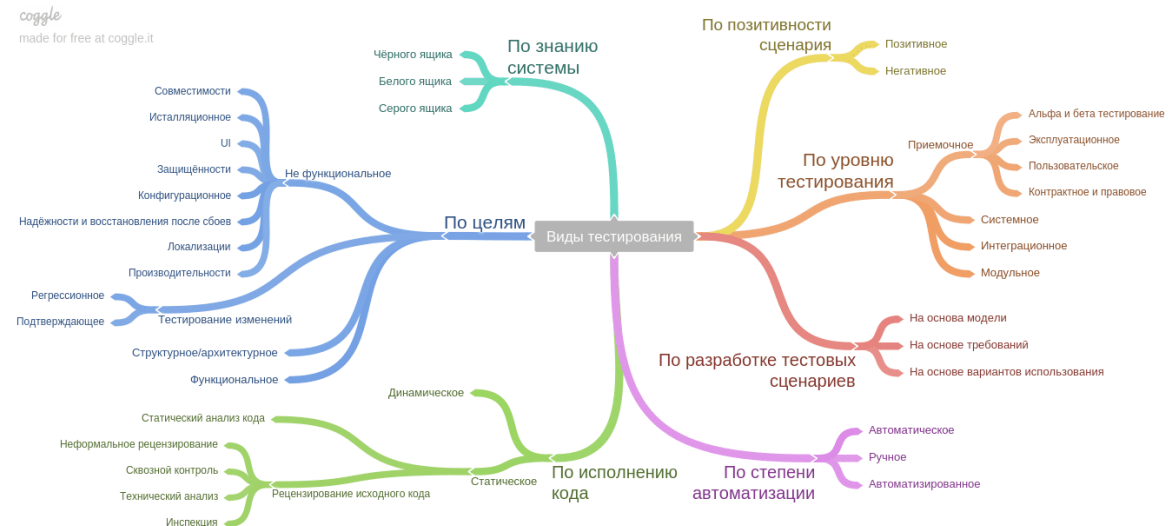 coggle
made for free at coggle.it
Виды тестирования
По знанию
системы
Чёрного ящика
Белого ящика
Серого ящика
По позитивности
сценария
Позитивное
Негативное
По уровню
тестирования
Приемочное
Альфа и бета тестирование
Эксплуатационное
Пользовательское
Контрактное и правовое
Системное
Интеграционное
Модульное
По разработке тестовых
сценариев
На основа модели
На основе требований
На основе вариантов использования
По степени
автоматизации
Автоматическое
Ручное
Автоматизированное
По исполнению
кода
Динамическое
Статическое
Статический анализ кода
Рецензирование исходного кода
Неформальное рецензирование
Сквозной контроль
Технический анализ
Инспекция
По целям
Не функциональное
Совместимости
Исталляционное
UI
Защищённости
Конфигурационное
Надёжности и восстановления после сбоев
Локализации
Производительности
Тестирование изменений
Регрессионное
Подтверждающее
Структурное/архитектурное
Функциональное